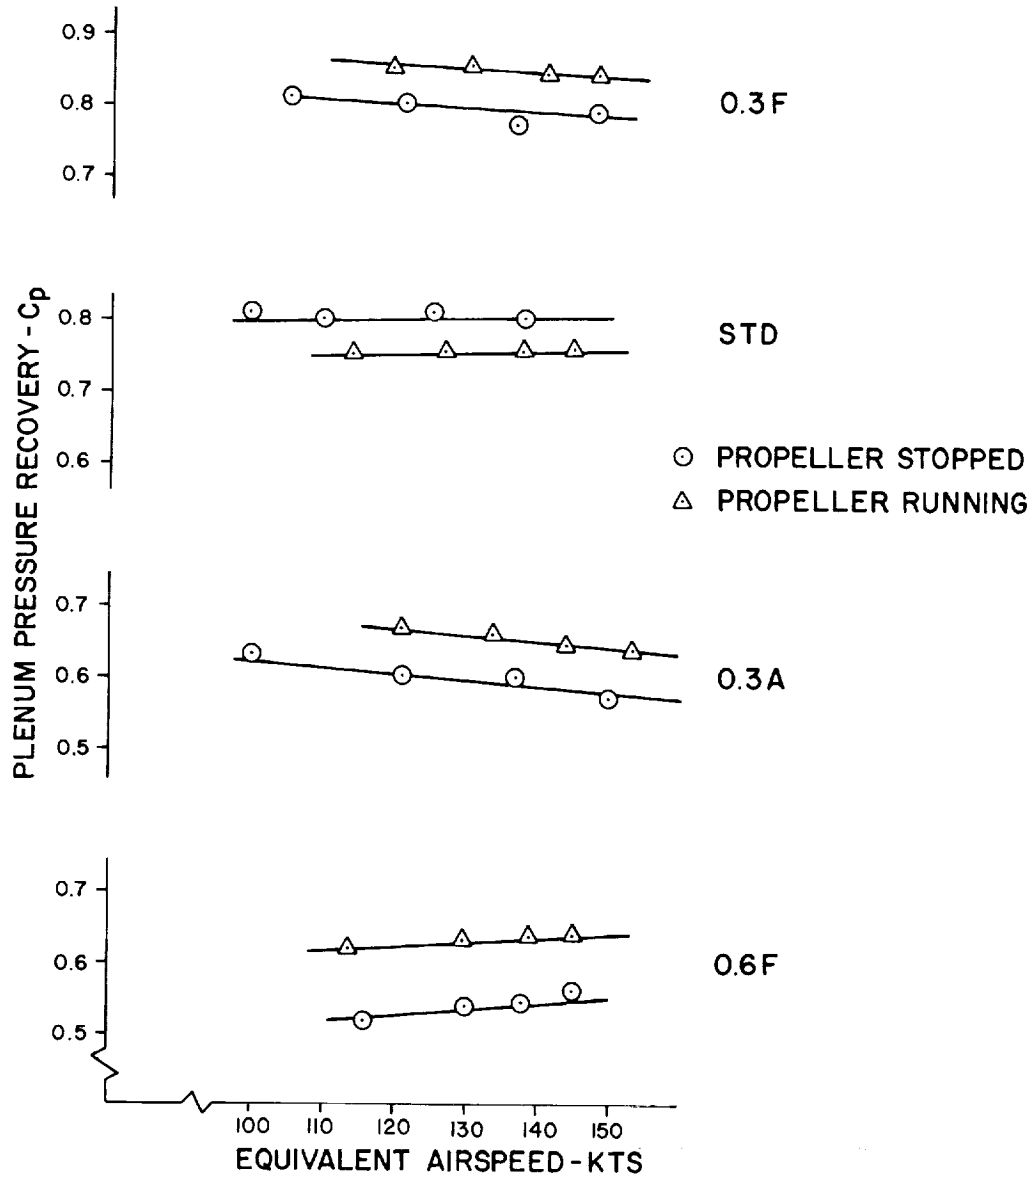 0.9
0.8
0.7
0.3F
PLENUM PRESSURE RECOVERY - Cp
0.8
0.7
0.6
STD
PROPELLER STOPPED
PROPELLER RUNNING
0.7
0.6
0.5
0.3A
0.7
0.6
0.5
0.6F
100 110 120 130 140 150
EQUIVALENT AIRSPEED-KTS